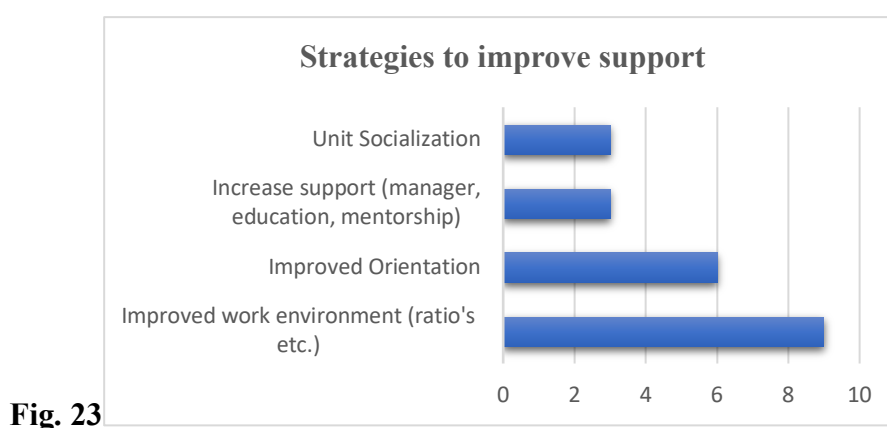 Strategies to improve support
Unit Socialization
Increase support (manager,
education, mentorship)
Improved Orientation
Improved work environment (ratio's
etc.)
0 2 4 6 8 10
Fig. 23